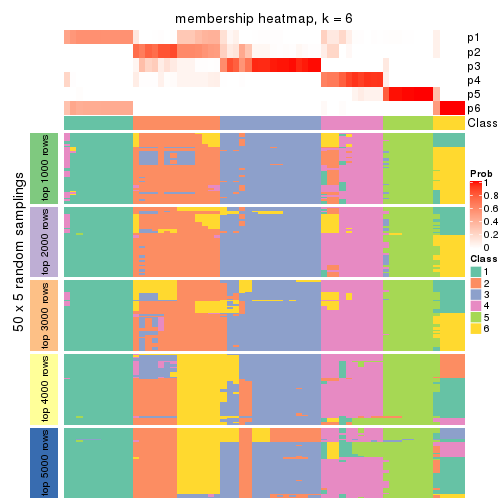 membership heatmap, k = 6
p1
p2
p3
p4
p5
p6
Class
50 x 5 random samplings
top 1000 rows
top 2000 rows
top 3000 rows
top 4000 rows
top 5000 rows
Prob
1
0.8
0.6
0.4
0.2
0
Class
1
2
3
4
5
6